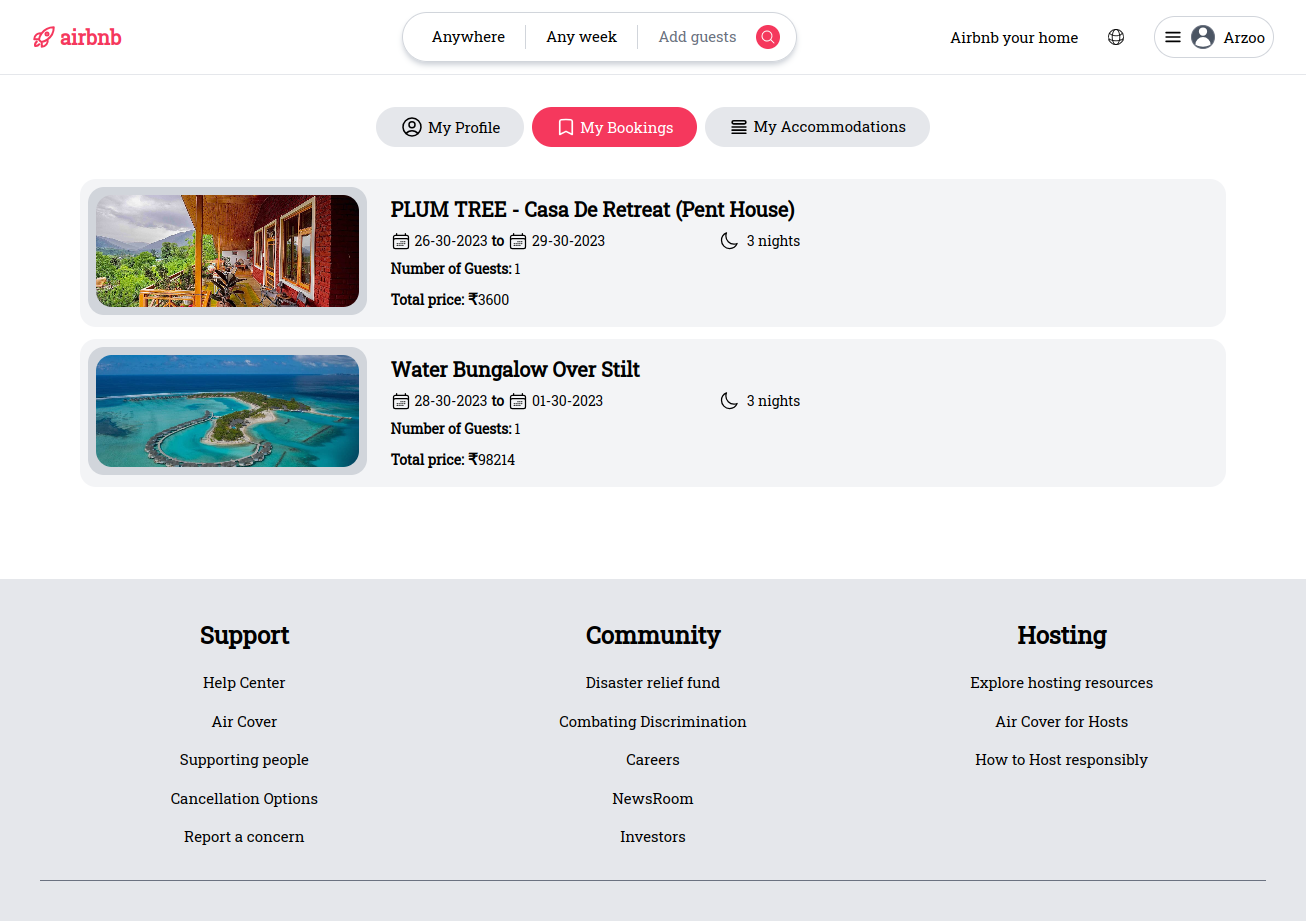 airbnb
Anywhere Any week Add guests
Airbnb your home
Arzoo
My Profile My Bookings My Accommodations
PLUM TREE - Casa De Retreat (Pent House)
26-30-2023 to 29-30-2023 3 nights
Number of Guests: 1
Total price: ₹3600
Water Bungalow Over Stilt
28-30-2023 to 01-30-2023 3 nights
Number of Guests: 1
Total price: ₹98214
Support
Help Center
Air Cover
Supporting people
Cancellation Options
Report a concern
Community
Disaster relief fund
Combating Discrimination
Careers
NewsRoom
Investors
Hosting
Explore hosting resources
Air Cover for Hosts
How to Host responsibly